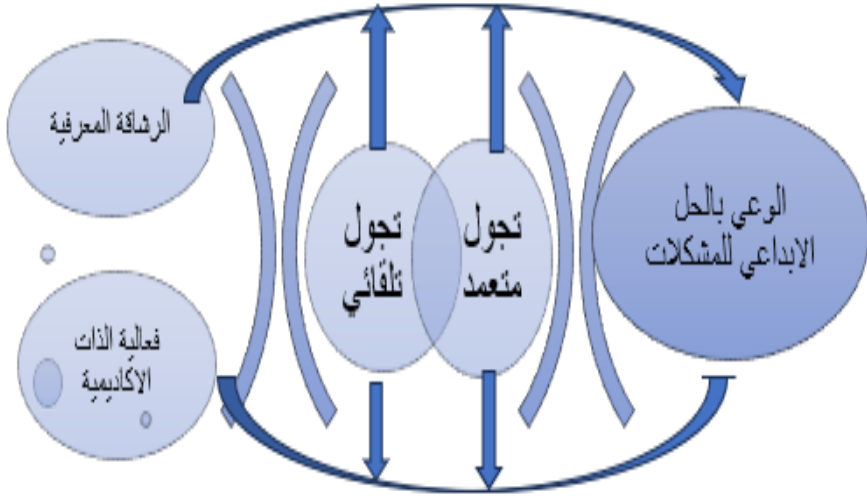 الرشاقة المعرفية
فعالية الذات
الاكاديمية
تجول
تلقائي
تجول
متعمد
الوعي بالحل
الابداعي للمشكلات